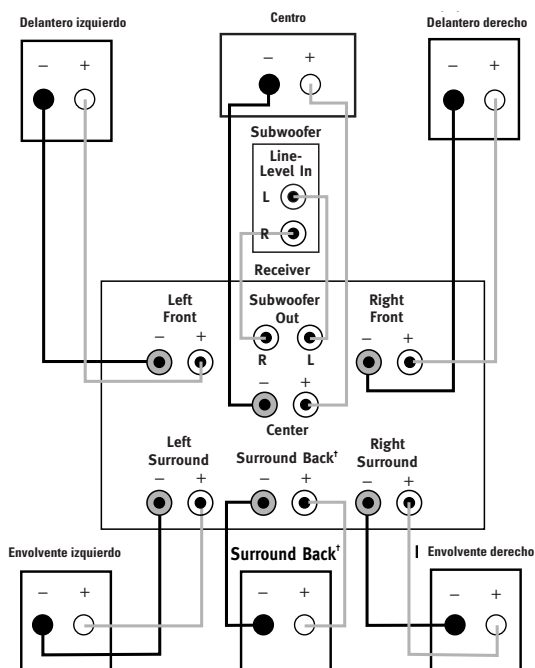 Delantero izquierdo
Centro
Delantero derecho
− +
− +
− +
Subwoofer
Line-
Level In
L
R
Receiver
Left
Front
− +
Subwoofer
Out
R L
Right
Front
− +
− +
Center
Left
Surround
− +
Surround Back†
− +
Right
Surround
− +
Envolvente izquierdo
Surround Back†
Envolvente derecho
− +
− +
− +